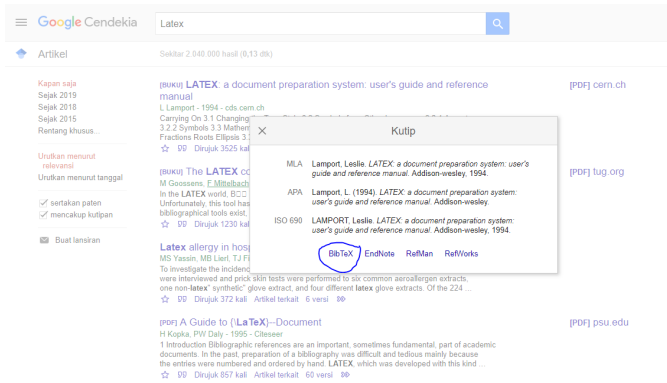 Google Cendekia
Latex
Artikel
Sekitar 2.040.000 hasil (0,13 dtk)
Kapan saja
Sejak 2019
Sejak 2018
Sejak 2015
Rentang khusus...
Urutkan menurut
relevansi
Urutkan menurut tanggal
sertakan paten
mencakup kutipan
Buat lansiran
[BUKU] LATEX: a document preparation system: user's guide and reference
manual
L Lamport - 1994 - cds.cern.ch
Carrying On 3.1 Changing
3.2.2 Symbols 3.3
Fractions Roots Ellipsis 3.
Dirujuk 3525
[PDF] cern.ch
[BUKU] The LATEX
M Goossens, F Mittelbach
In the LATEX world,
Unfortunately, this tool has
bibliographical tools exist,
Dirujuk 1230
[PDF] tug.org
Kutip
MLA
Lamport, Leslie. LATEX: a document preparation system: user's
guide and reference manual. Addison-wesley, 1994.
APA
Lamport, L. (1994). LATEX: a document preparation system:
user's guide and reference manual. Addison-wesley.
ISO 690
LAMPORT, Leslie. LATEX: a document preparation system: user's
guide and reference manual. Addison-wesley, 1994.
BibTeX EndNote RefMan RefWorks
Latex allergy in
MS Yassin, MB Lierl, TJ
To investigate the
were interviewed and prick skin tests were performed to six common aeroallergen extracts,
one non-latex" synthetic" glove extract, and four different latex glove extracts. Of the 224 ...
Dirujuk 372 kali Artikel terkait 6 versi
[PDF] A Guide to {\LaTeX}--Document
H Kopka, PW Daly - 1995 - Citeseer
1 Introduction Bibliographic references are an important, sometimes fundamental, part of academic
documents. In the past, preparation of a bibliography was difficult and tedious mainly because
the entries were numbered and ordered by hand. LATEX, which was developed with this kind ...
Dirujuk 857 kali Artikel terkait 60 versi
[PDF] psu.edu